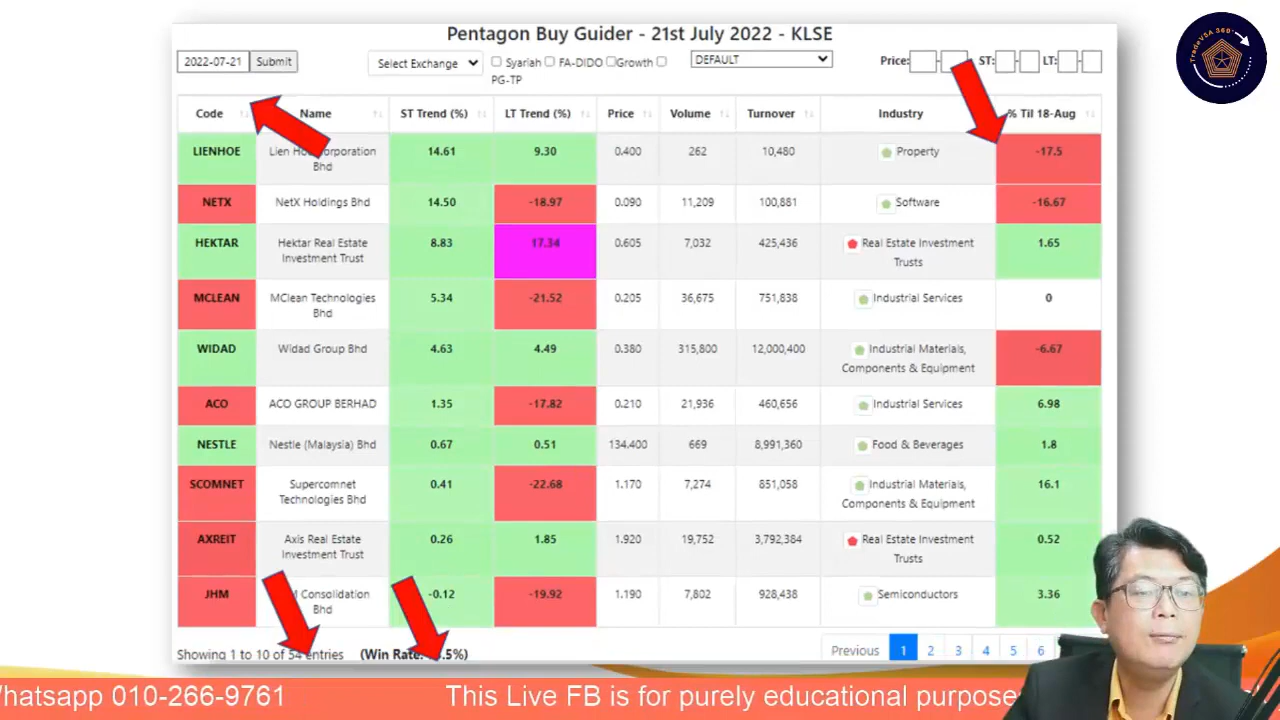 Pentagon Buy Guider - 21st July 2022 - KLSE
TradeVSA 360°
2022-07-21 Submit Select Exchange Syariah FA-DIDO Growth DEFAULT Price: - ST: - LT: -
PG-TP
Code Name ST Trend (%) LT Trend (%) Price Volume Turnover Industry % Til 18-Aug
LIENHOE Lien Hoe Corporation 14.61 9.30 0.400 262 10,480 Property -17.5
Bhd
NETX NetX Holdings Bhd 14.50 -18.97 0.090 11,209 100,881 Software -16.67
HEKTAR Hektar Real Estate 8.83 17.34 0.605 7,032 425,436 Real Estate Investment 1.65
Investment Trust Trusts
MCLEAN MClean Technologies 5.34 -21.52 0.205 36,675 751,838 Industrial Services 0
Bhd
WIDAD Widad Group Bhd 4.63 4.49 0.380 315,800 12,000,400 Industrial Materials, -6.67
Components & Equipment
ACO ACO GROUP BERHAD 1.35 -17.82 0.210 21,936 460,656 Industrial Services 6.98
NESTLE Nestle (Malaysia) Bhd 0.67 0.51 134.400 669 8,991,360 Food & Beverages 1.8
SCOMNET Supercomnet 0.41 -22.68 1.170 7,274 851,058 Industrial Materials, 16.1
Technologies Bhd Components & Equipment
AXREIT Axis Real Estate 0.26 1.85 1.920 19,752 3,792,384 Real Estate Investment 0.52
Investment Trust Trusts
JHM Consolidation -0.12 -19.92 1.190 7,802 928,438 Semiconductors 3.36
Bhd
Showing 1 to 10 of 54 entries (Win Rate: .5%) Previous 1 2 3 4 5 6
Whatsapp 010-266-9761 This Live FB is for purely educational purpose